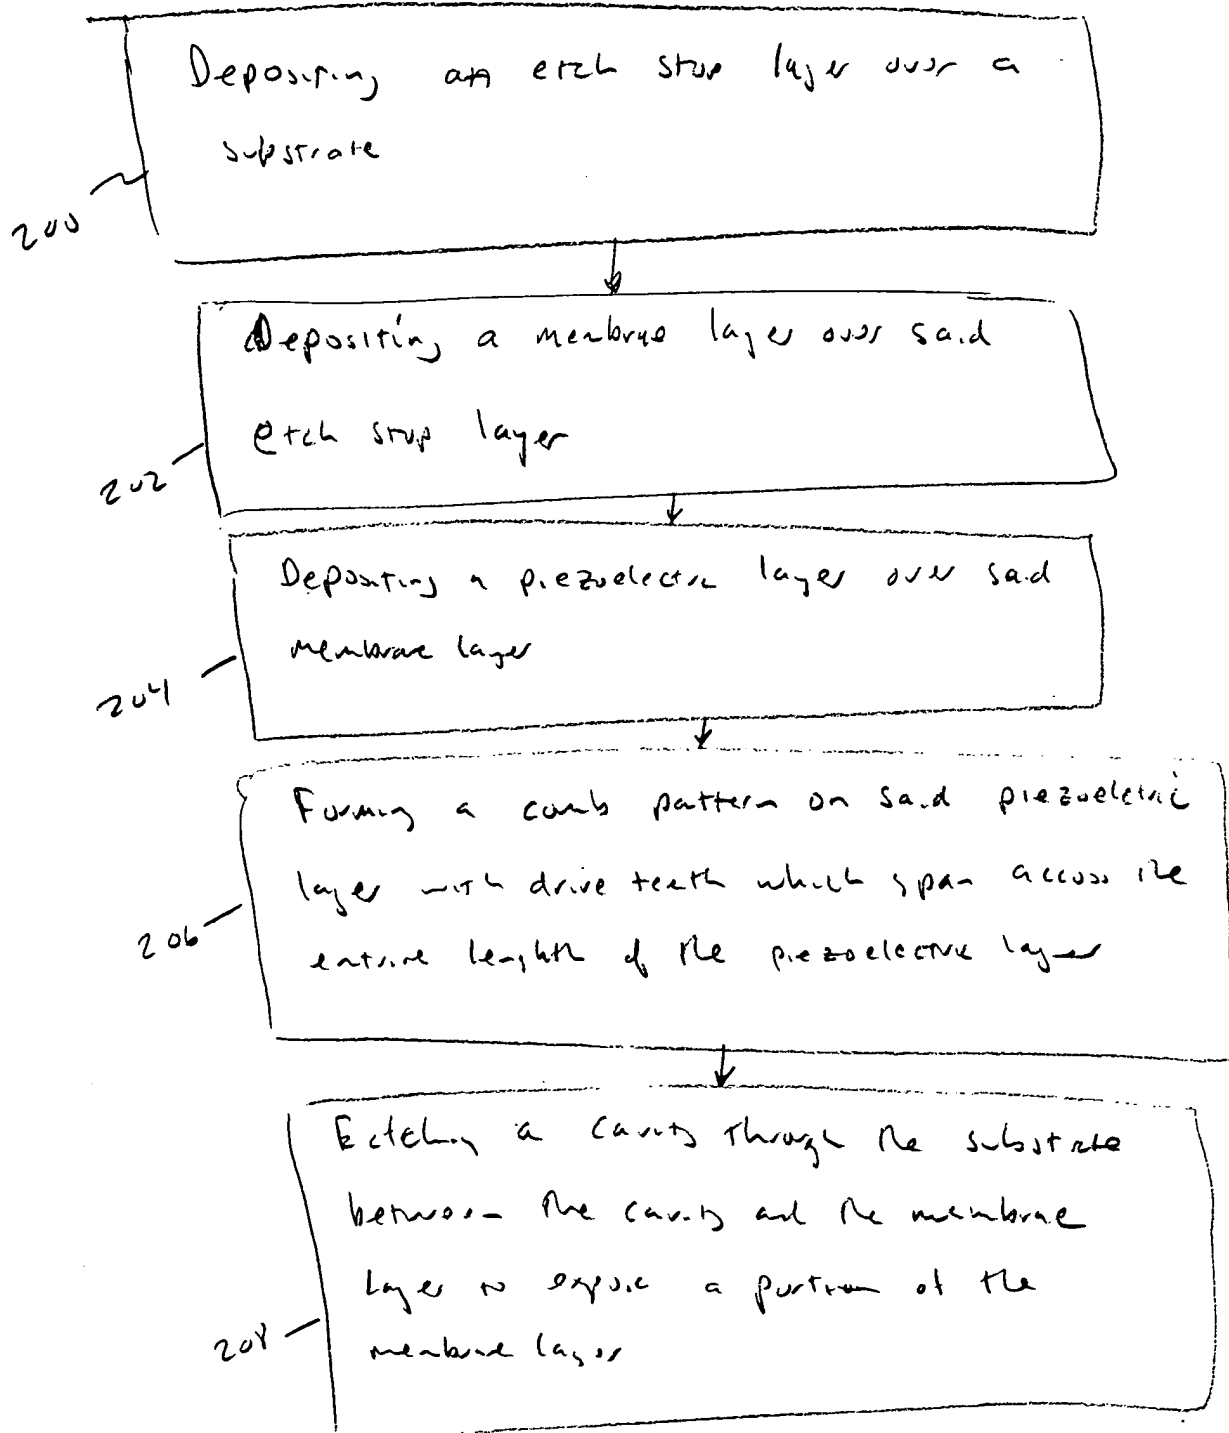 Depositing an etch stop layer over a
substrate
200
Depositing a membrane layer over said
etch stop layer
202
Depositing a piezoelectric layer over said
membrane layer
204
Forming a comb pattern on said piezoeletric
layer with drive teeth which span across the
entire lenghth of the piezoelectric layer
206
Ectching a cavity through the substrate
between the cavity and the membrane
layer to expose a portion of the
membrane layer
208